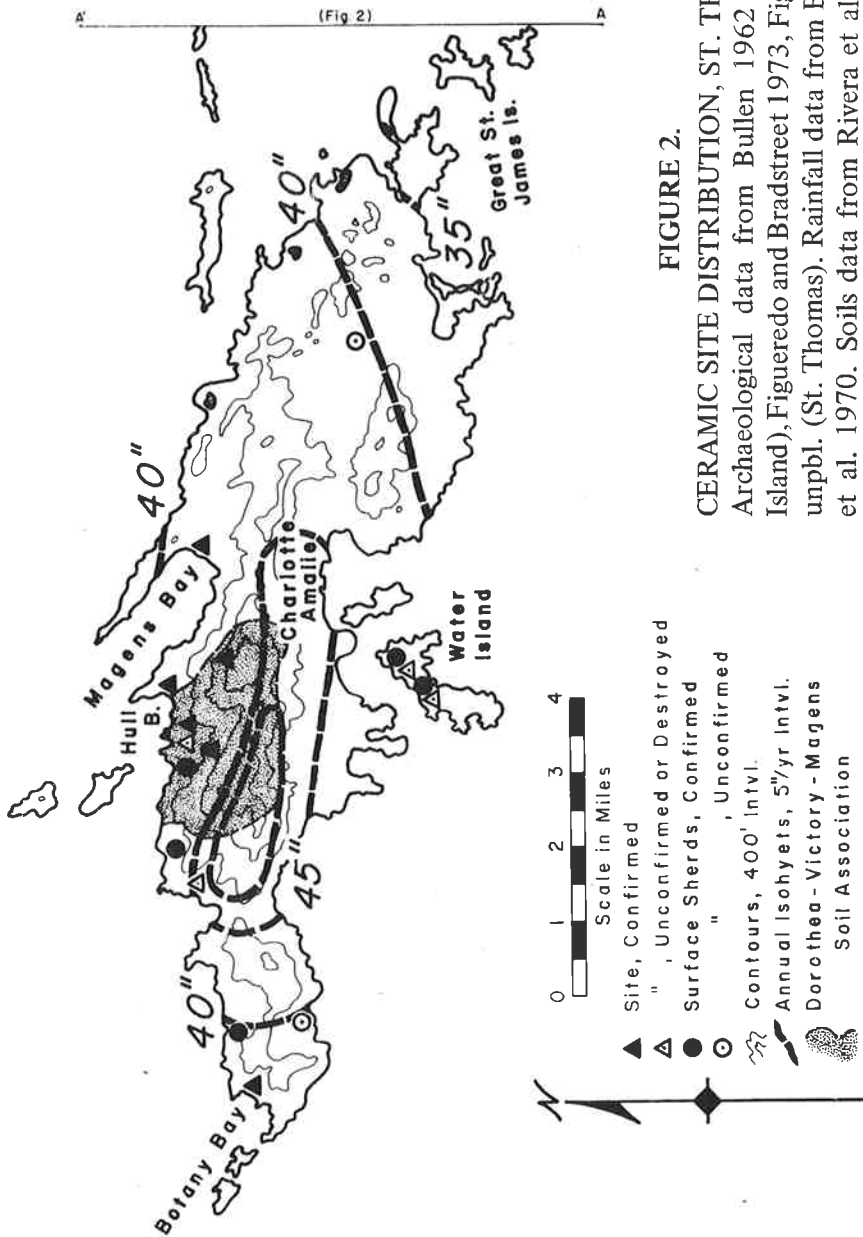 A'
(Fig 2)
A
40"
Magens Bay
Hull
B.
40"
Botany Bay
40"
45"
Charlotte
Amalie
Water
Island
35"
Great St.
James Is.
N
0 1 2 3 4
Scale in Miles
Site, Confirmed
" , Unconfirmed or Destroyed
Surface Sherds, Confirmed
" , Unconfirmed
Contours, 400' Intvl.
Annual Isohyets, 5"/yr Intvl.
Dorothea-Victory-Magens
Soil Association
FIGURE 2.
CERAMIC SITE DISTRIBUTION, ST.
Archaeological data from Bullen 1962
Island), Figueredo and Bradstreet 1973,
unpbl. (St. Thomas). Rainfall data from
et al. 1970. Soils data from Rivera et al